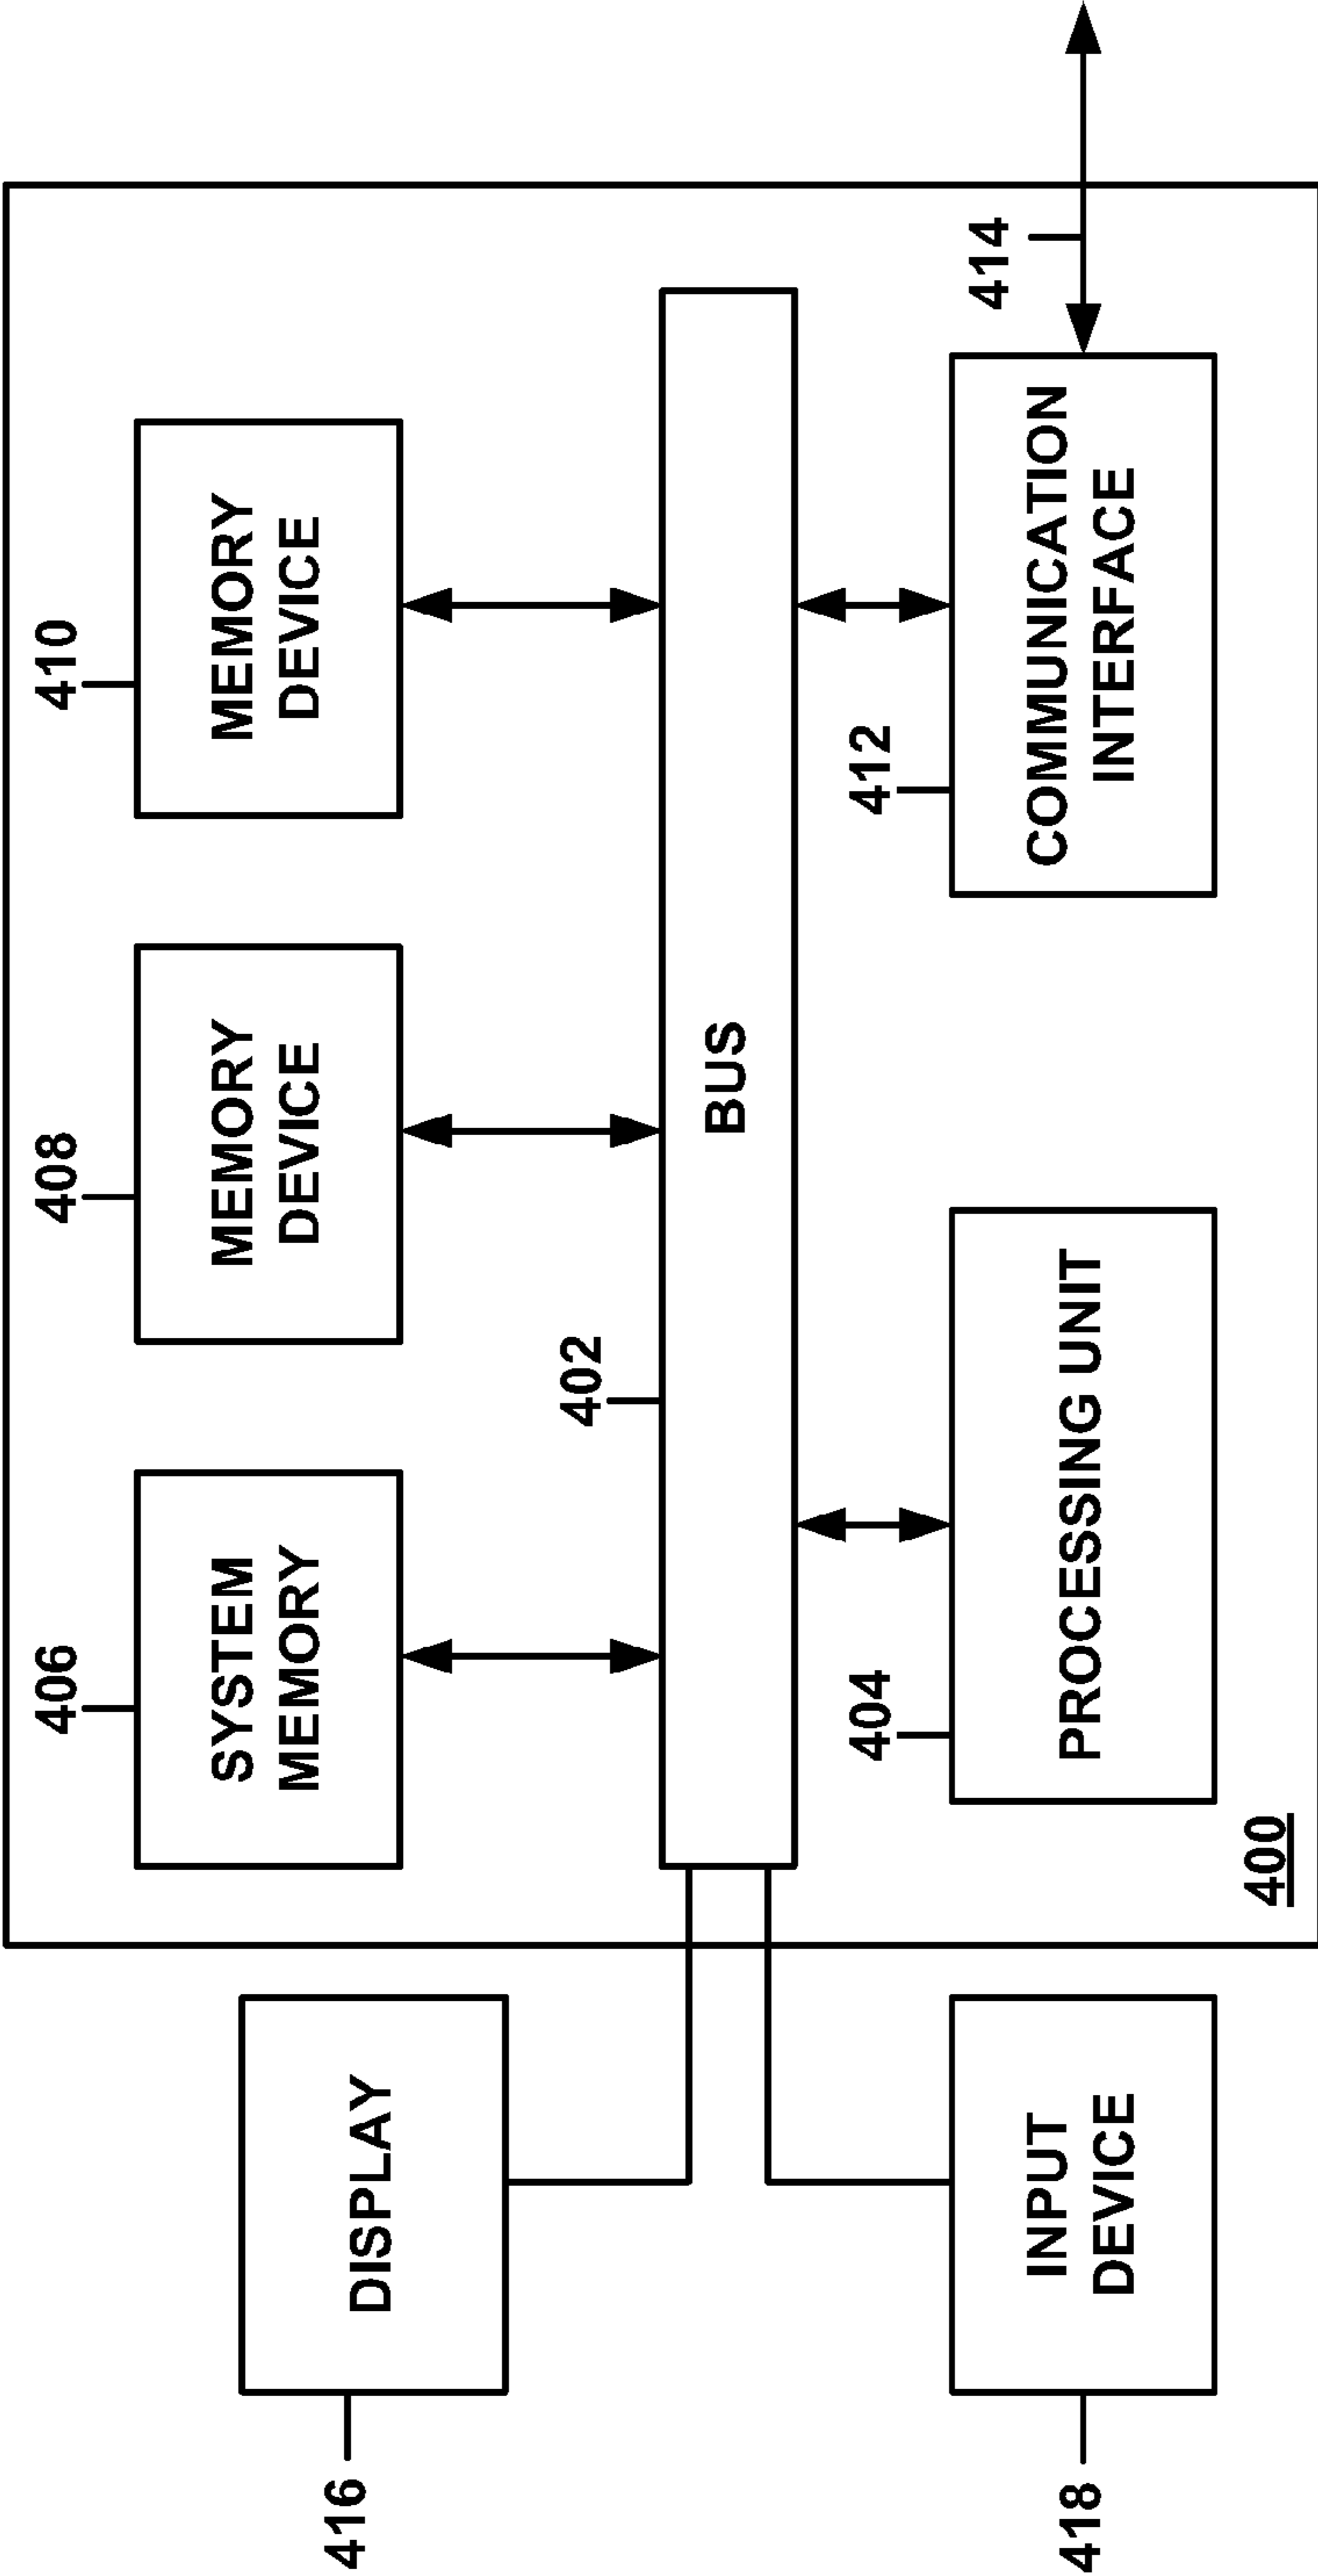 406
408
410
SYSTEM
MEMORY
MEMORY
DEVICE
MEMORY
DEVICE
416
DISPLAY
402
BUS
414
404
412
418
INPUT
DEVICE
PROCESSING UNIT
COMMUNICATION
INTERFACE
400